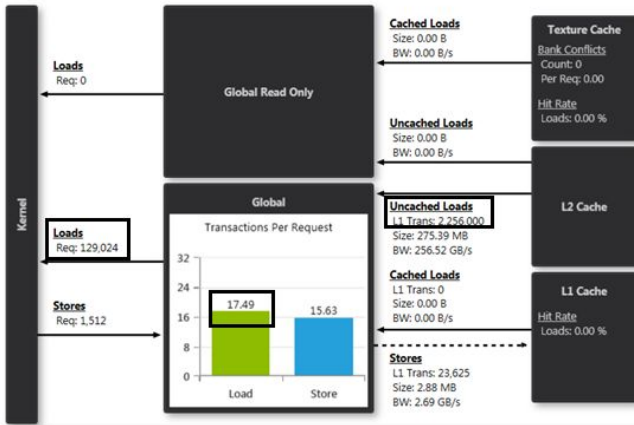 Kernel
Loads
Req: 0
Loads
Req: 129,024
Stores
Req: 1,512
Global Read Only
Global
Transactions Per Request
32
24
16
8
0
17.49
15.63
Load
Store
Cached Loads
Size: 0.00 B
BW: 0.00 B/s
Uncached Loads
Size: 0.00 B
BW: 0.00 B/s
Uncached Loads
L1 Trans: 2,256,000
Size: 275.39 MB
BW: 256.52 GB/s
Cached Loads
L1 Trans: 0
Size: 0.00 B
BW: 0.00 B/s
Stores
L1 Trans: 23,625
Size: 2.88 MB
BW: 2.69 GB/s
Texture Cache
Bank Conflicts
Count: 0
Per Req: 0.00
Hit Rate
Loads: 0.00 %
L2 Cache
L1 Cache
Hit Rate
Loads: 0.00 %